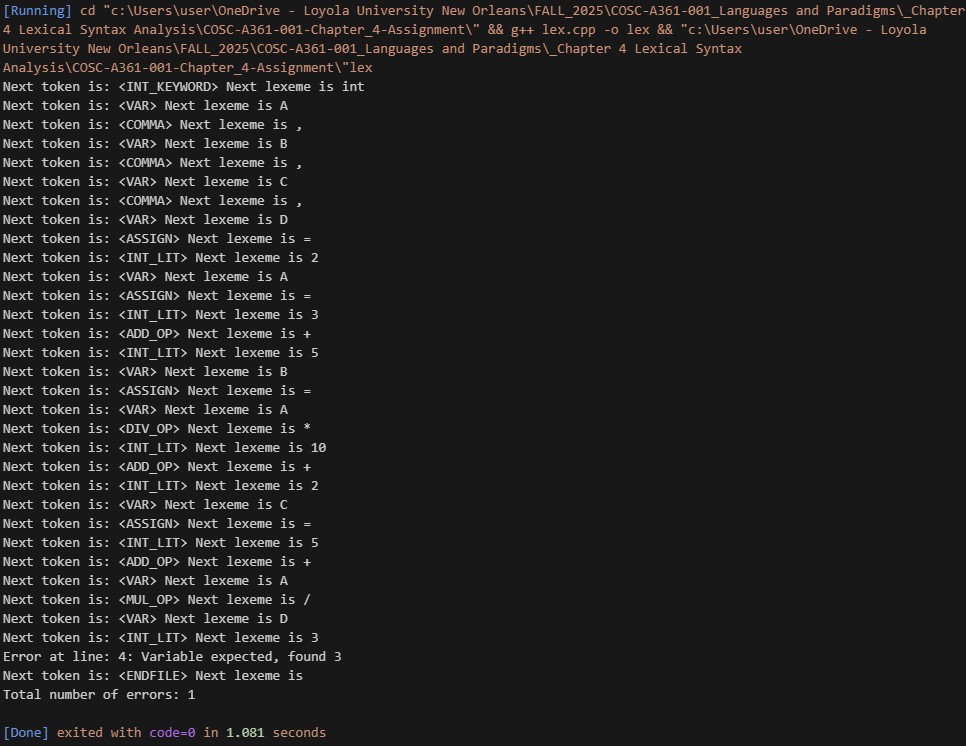 [Running] cd "c:\Users\user\OneDrive - Loyola University New Orleans\FALL_2025\COSC-A361-001_Languages and Paradigms\_Chapter
4 Lexical Syntax Analysis\COSC-A361-001-Chapter_4-Assignment\" && g++ lex.cpp -o lex && "c:\Users\user\OneDrive - Loyola
University New Orleans\FALL_2025\COSC-A361-001_Languages and Paradigms\_Chapter 4 Lexical Syntax
Analysis\COSC-A361-001-Chapter_4-Assignment\"lex
Next token is: <INT_KEYWORD> Next lexeme is int
Next token is: <VAR> Next lexeme is A
Next token is: <COMMA> Next lexeme is ,
Next token is: <VAR> Next lexeme is B
Next token is: <COMMA> Next lexeme is ,
Next token is: <VAR> Next lexeme is C
Next token is: <COMMA> Next lexeme is ,
Next token is: <VAR> Next lexeme is D
Next token is: <ASSIGN> Next lexeme is =
Next token is: <INT_LIT> Next lexeme is 2
Next token is: <VAR> Next lexeme is A
Next token is: <ASSIGN> Next lexeme is =
Next token is: <INT_LIT> Next lexeme is 3
Next token is: <ADD_OP> Next lexeme is +
Next token is: <INT_LIT> Next lexeme is 5
Next token is: <VAR> Next lexeme is B
Next token is: <ASSIGN> Next lexeme is =
Next token is: <VAR> Next lexeme is A
Next token is: <DIV_OP> Next lexeme is *
Next token is: <INT_LIT> Next lexeme is 10
Next token is: <ADD_OP> Next lexeme is +
Next token is: <INT_LIT> Next lexeme is 2
Next token is: <VAR> Next lexeme is C
Next token is: <ASSIGN> Next lexeme is =
Next token is: <INT_LIT> Next lexeme is 5
Next token is: <ADD_OP> Next lexeme is +
Next token is: <VAR> Next lexeme is A
Next token is: <MUL_OP> Next lexeme is /
Next token is: <VAR> Next lexeme is D
Next token is: <INT_LIT> Next lexeme is 3
Error at line: 4: Variable expected, found 3
Next token is: <ENDFILE> Next lexeme is
Total number of errors: 1
[Done] exited with code=0 in 1.081 seconds